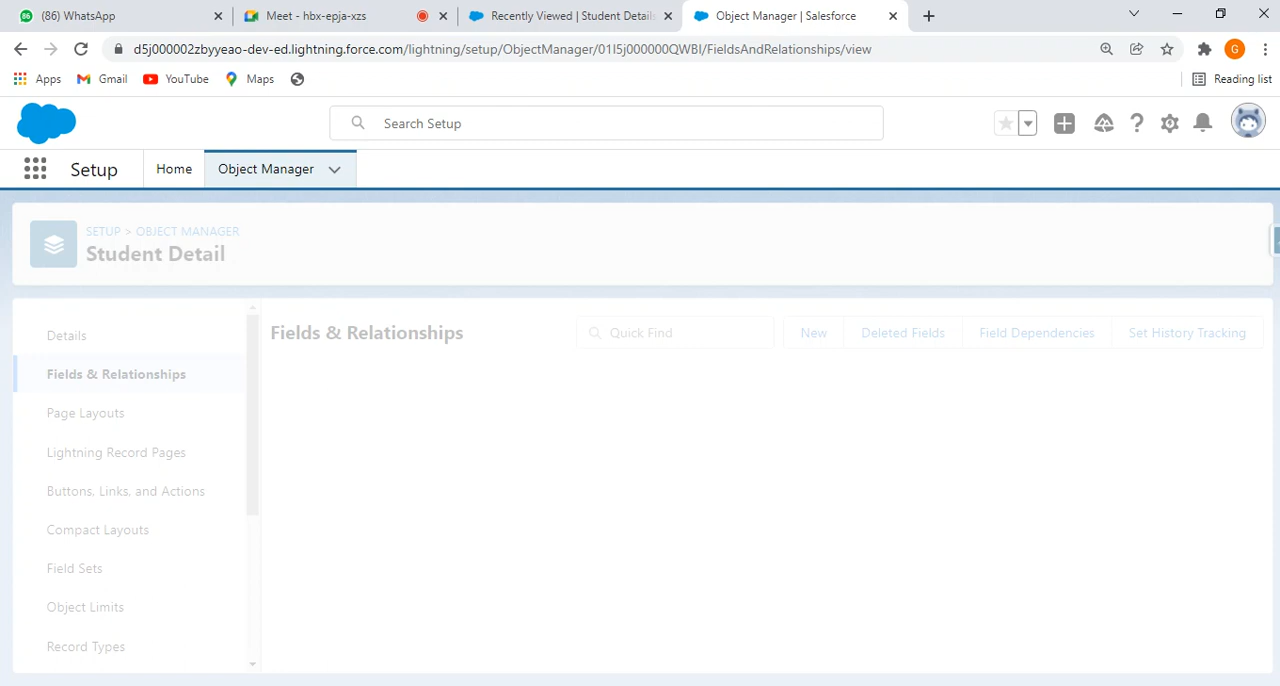 (86) WhatsApp
Meet - hbx-epja-xzs
Recently Viewed | Student Details
Object Manager | Salesforce
d5j000002zbyyeao-dev-ed.lightning.force.com/lightning/setup/ObjectManager/01I5j000000QWBI/FieldsAndRelationships/view
G
Apps
Gmail
YouTube
Maps
Reading list
Search Setup
Setup
Home
Object Manager
SETUP > OBJECT MANAGER
Student Detail
Details
Fields & Relationships
Page Layouts
Lightning Record Pages
Buttons, Links, and Actions
Compact Layouts
Field Sets
Object Limits
Record Types
Fields & Relationships
Quick Find
New
Deleted Fields
Field Dependencies
Set History Tracking